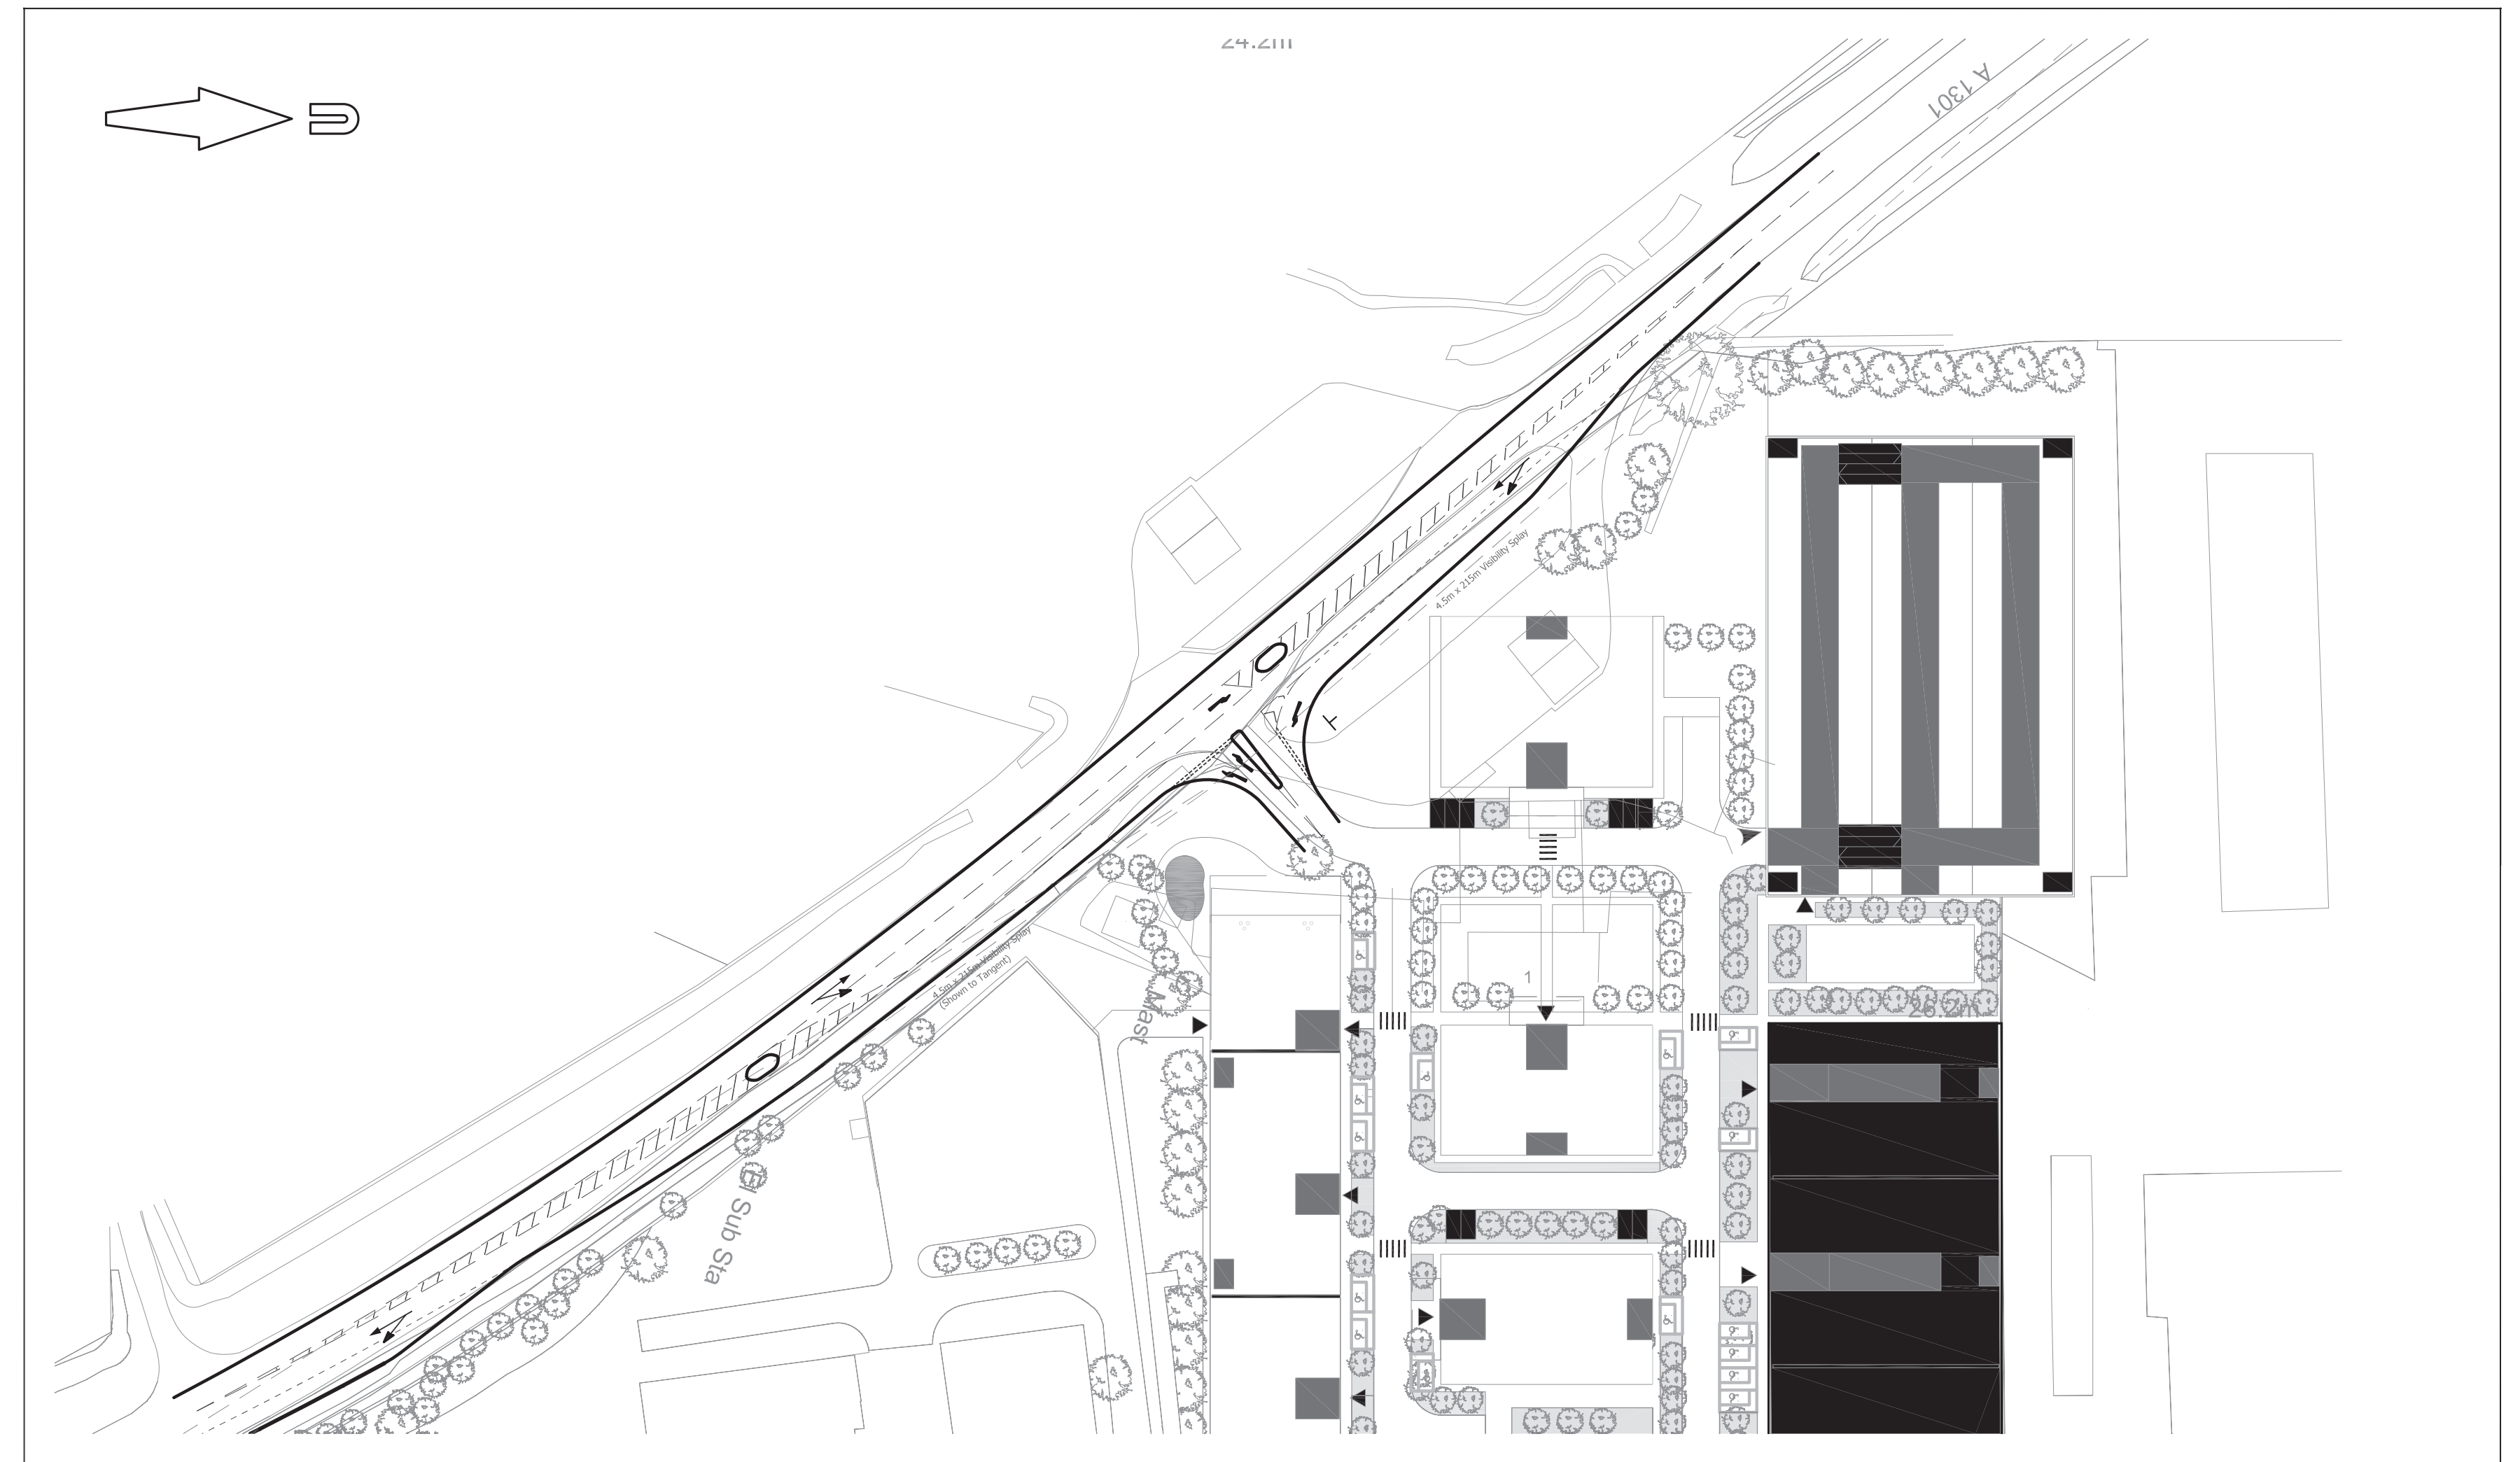 24.2m
A 1301
4.5m x 215m Visibility Splay
4.5m x 215m Visibility Splay
(Shown to Tangent)
Mast
1
26.2m
El Sub Sta